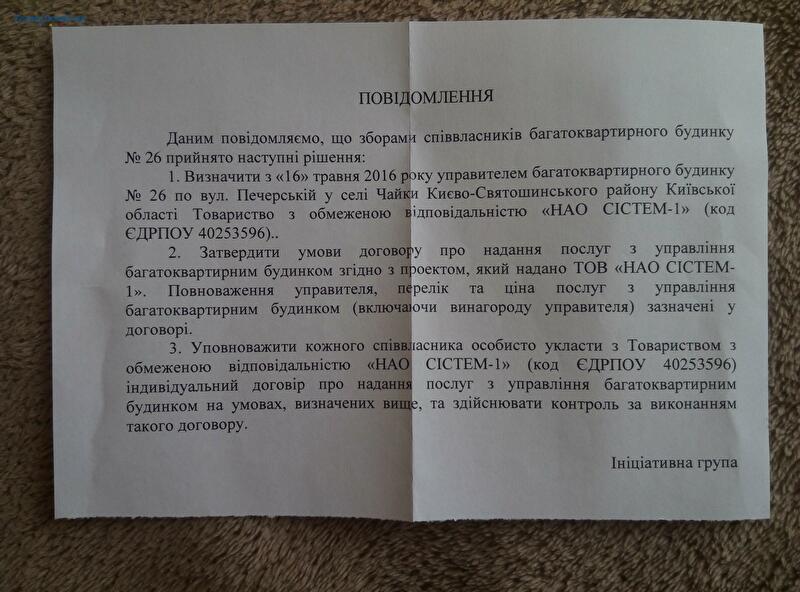 ПОВІДОМЛЕННЯ
Даним повідомляємо, що зборами співвласників багатоквартирного будинку
№ 26 прийнято наступні рішення:
1. Визначити з «16» травня 2016 року управителем багатоквартирного будинку
№ 26 по вул. Печерській у селі Чайки Києво-Святошинського району Київської
області Товариство з обмеженою відповідальністю «НАО СІСТЕМ-1» (код
ЄДРПОУ 40253596)..
2. Затвердити умови договору про надання послуг з управління
багатоквартирним будинком згідно з проектом, який надано ТОВ «НАО СІСТЕМ-
1». Повноваження управителя, перелік та ціна послуг з управління
багатоквартирним будинком (включаючи винагороду управителя) зазначені у
договорі.
3. Уповноважити кожного співвласника особисто укласти з Товариством з
обмеженою відповідальністю «НАО СІСТЕМ-1» (код ЄДРПОУ 40253596)
індивідуальний договір про надання послуг з управління багатоквартирним
будинком на умовах, визначених вище, та здійснювати контроль за виконанням
такого договору.
Ініціативна група